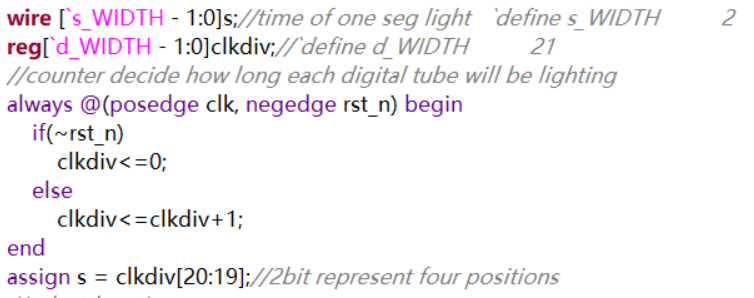 wire [`s_WIDTH - 1:0]s;//time of one seg light   `define s_WIDTH          2
reg[`d_WIDTH - 1:0]clkdiv;//`define d_WIDTH          21
//counter decide how long each digital tube will be lighting
always @(posedge clk, negedge rst_n) begin
    if(~rst_n)
        clkdiv<=0;
    else
        clkdiv<=clkdiv+1;
end
assign s = clkdiv[20:19];//2bit represent four positions